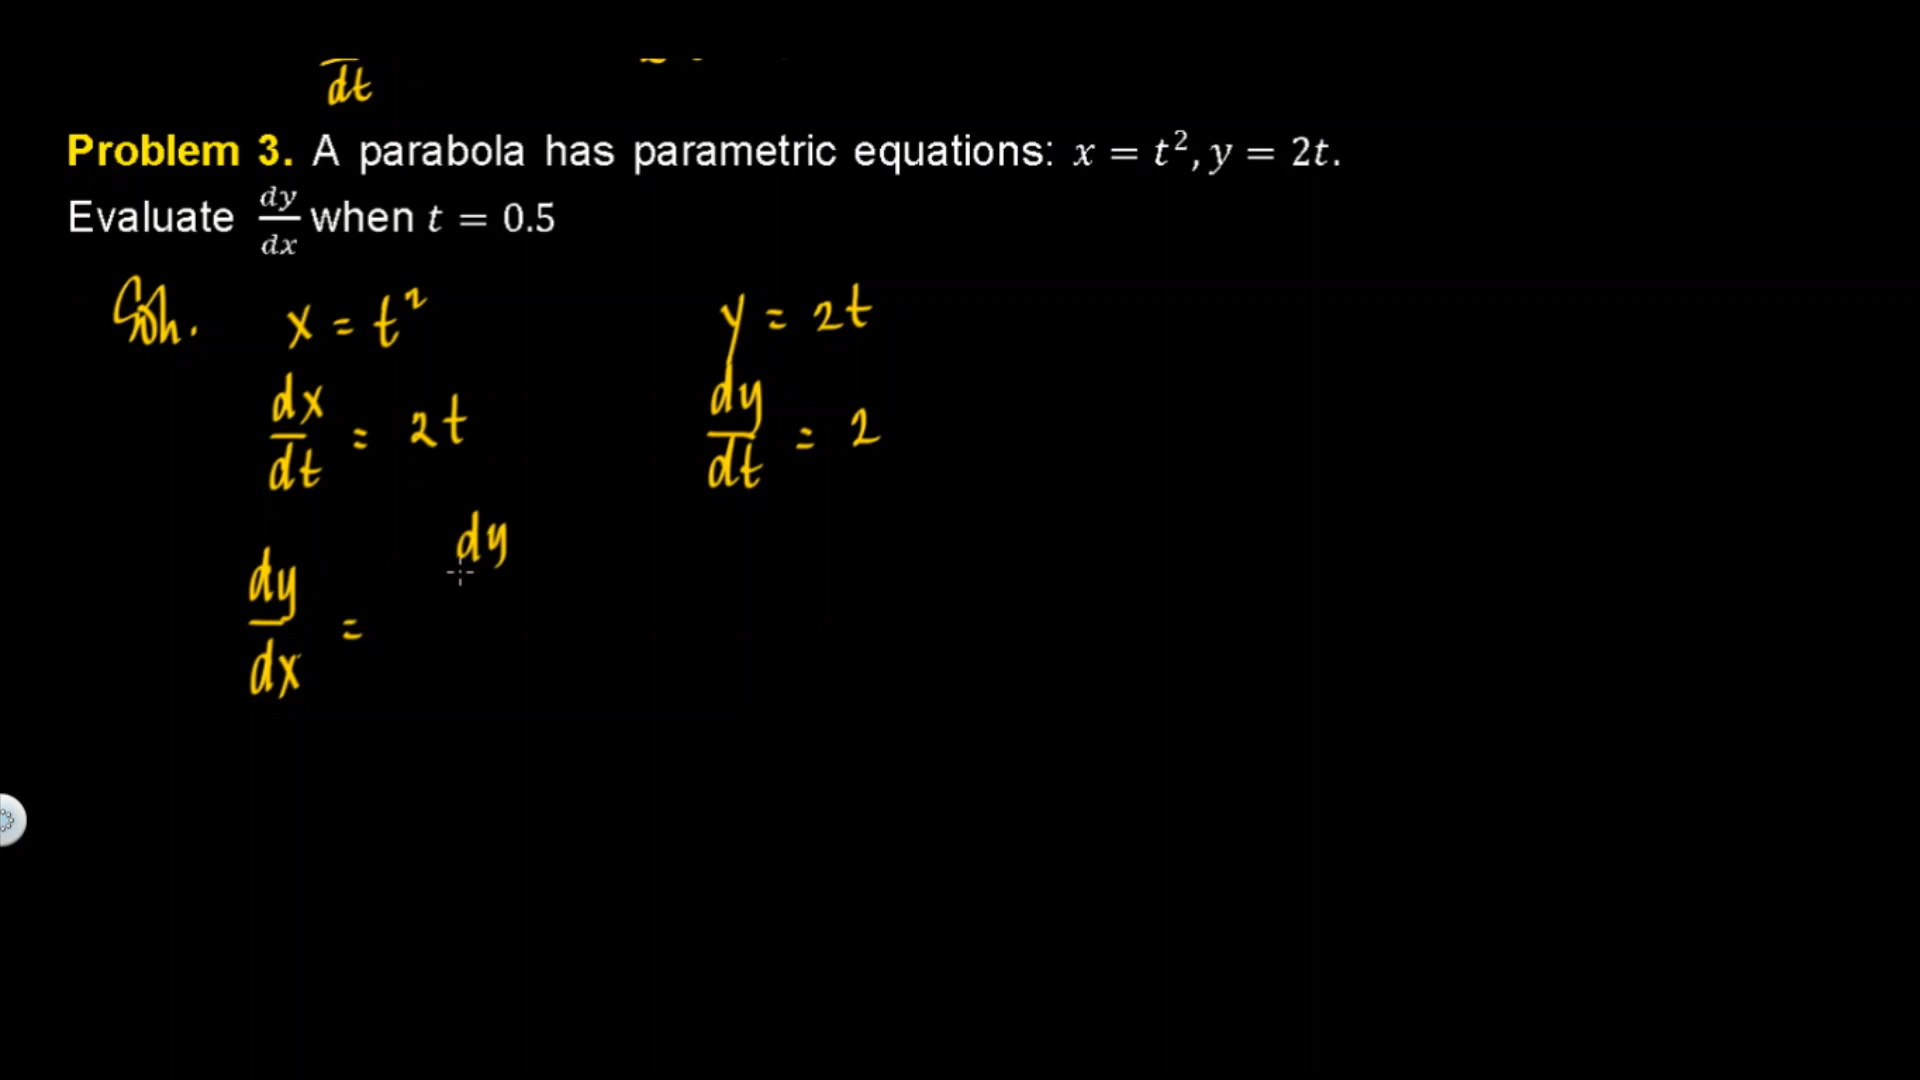 dt
Problem 3. A parabola has parametric equations: x = t², y = 2t.
Evaluate dy/dx when t = 0.5
Soln. x = t² y = 2t
dx/dt = 2t dy/dt = 2
dy/dx = dy